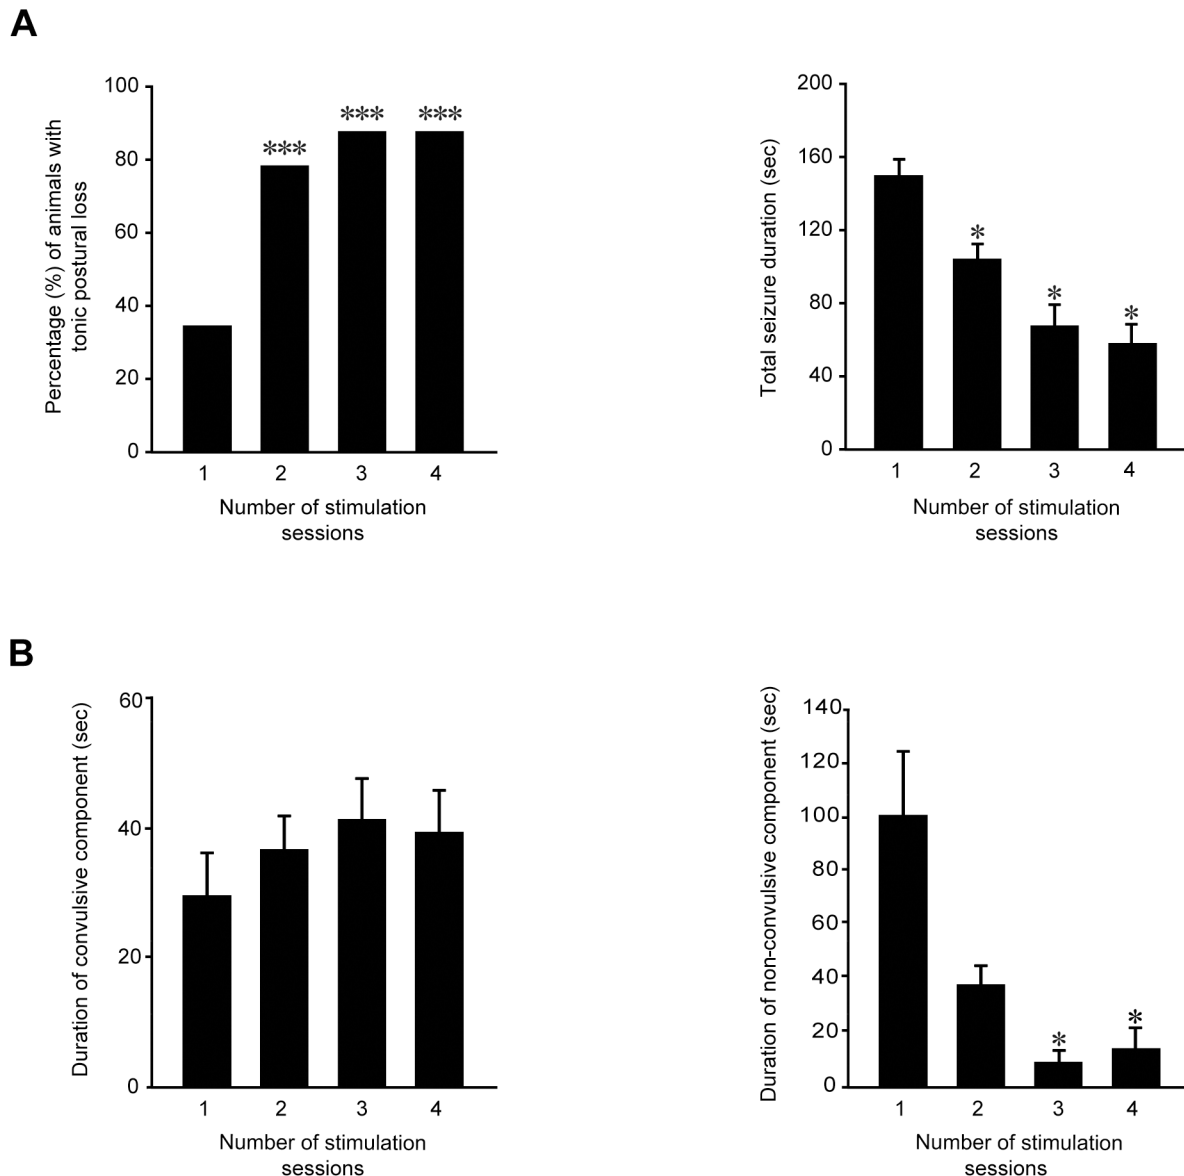 A
Percentage (%) of animals with
tonic postural loss
100
80
60
40
20
0
***
***
***
1 2 3 4
Number of stimulation
sessions
Total seizure duration (sec)
200
160
120
80
40
0
*
*
*
1 2 3 4
Number of stimulation
sessions
B
Duration of convulsive component (sec)
60
40
20
0
1 2 3 4
Number of stimulation
sessions
Duration of non-convulsive component (sec)
140
120
100
80
60
40
20
0
*
*
1 2 3 4
Number of stimulation
sessions